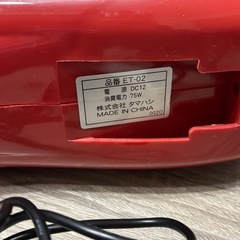 品番 ET-02
電　源 DC12
消費電力 75W
株式会社 タマハシ
MADE IN CHINA
0020